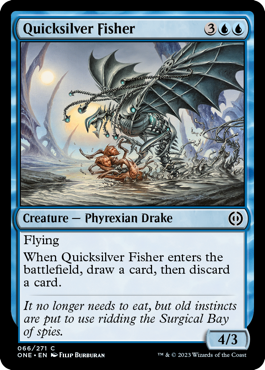 Quicksilver Fisher 3
Creature — Phyrexian Drake
Flying
When Quicksilver Fisher enters the
battlefield, draw a card, then discard
a card.
It no longer needs to eat, but old instincts
are put to use ridding the Surgical Bay
of spies.
4/3
066/271 C
ONE • EN Filip Burburan
™ & © 2023 Wizards of the Coast